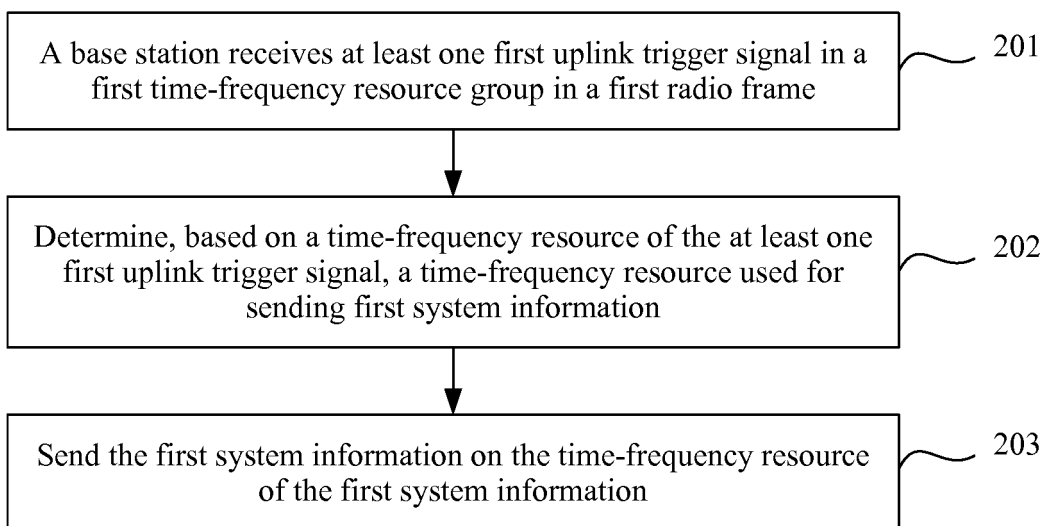 A base station receives at least one first uplink trigger signal in a
first time-frequency resource group in a first radio frame
201
Determine, based on a time-frequency resource of the at least one
first uplink trigger signal, a time-frequency resource used for
sending first system information
202
Send the first system information on the time-frequency resource
of the first system information
203